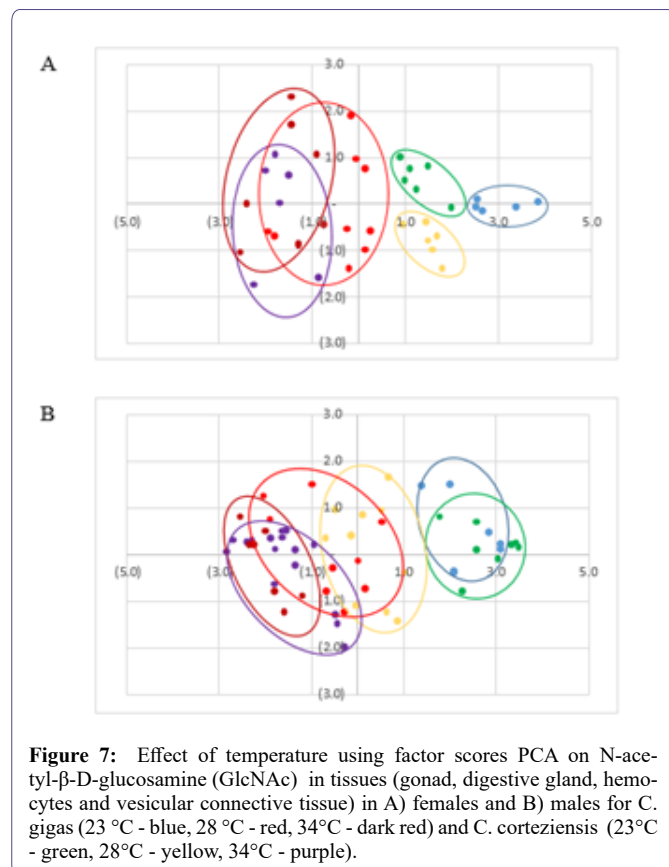 A
3.0
2.0
1.0
-
(5.0) (3.0) (1.0) 1.0 3.0 5.0
(1.0)
(2.0)
(3.0)
B
3.0
2.0
1.0
-
(5.0) (3.0) (1.0) 1.0 3.0 5.0
(1.0)
(2.0)
(3.0)
Figure 7: Effect of temperature using factor scores PCA on N-ace-
tyl-β-D-glucosamine (GlcNAc) in tissues (gonad, digestive gland, hemo-
cytes and vesicular connective tissue) in A) females and B) males for C.
gigas (23 °C - blue, 28 °C - red, 34°C - dark red) and C. corteziensis (23°C
- green, 28°C - yellow, 34°C - purple).